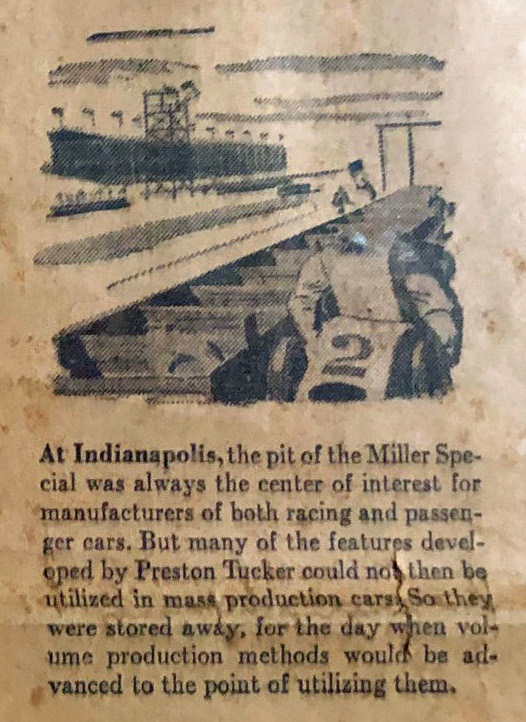 2
At Indianapolis, the pit of the Miller Spe-
cial was always the center of interest for
manufacturers of both racing and passen-
ger cars. But many of the features devel-
oped by Preston Tucker could not then be
utilized in mass production cars. So they
were stored away, for the day when vol-
ume production methods would be ad-
vanced to the point of utilizing them.